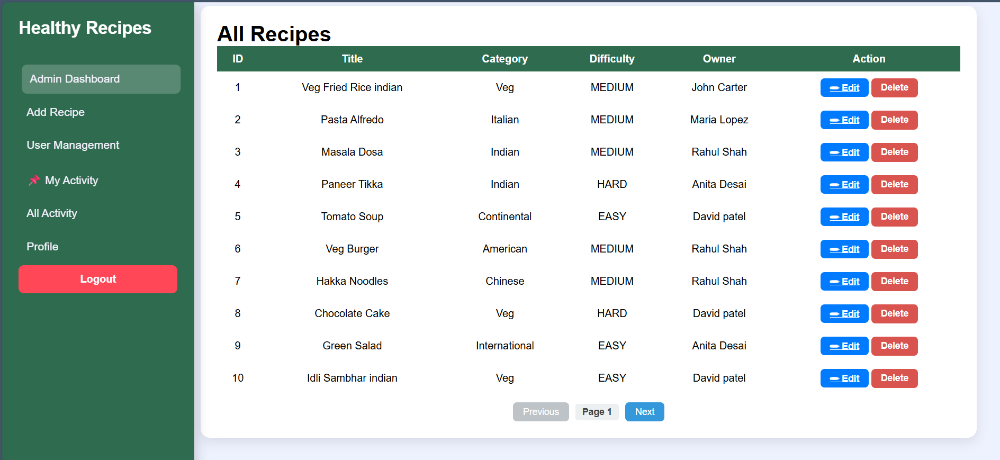 Healthy Recipes
Admin Dashboard
Add Recipe
User Management
📌 My Activity
All Activity
Profile
Logout
All Recipes
ID Title Category Difficulty Owner Action
1 Veg Fried Rice indian Veg MEDIUM John Carter Edit Delete
2 Pasta Alfredo Italian MEDIUM Maria Lopez Edit Delete
3 Masala Dosa Indian MEDIUM Rahul Shah Edit Delete
4 Paneer Tikka Indian HARD Anita Desai Edit Delete
5 Tomato Soup Continental EASY David patel Edit Delete
6 Veg Burger American MEDIUM Rahul Shah Edit Delete
7 Hakka Noodles Chinese MEDIUM Rahul Shah Edit Delete
8 Chocolate Cake Veg HARD David patel Edit Delete
9 Green Salad International EASY Anita Desai Edit Delete
10 Idli Sambhar indian Veg EASY David patel Edit Delete
Previous Page 1 Next